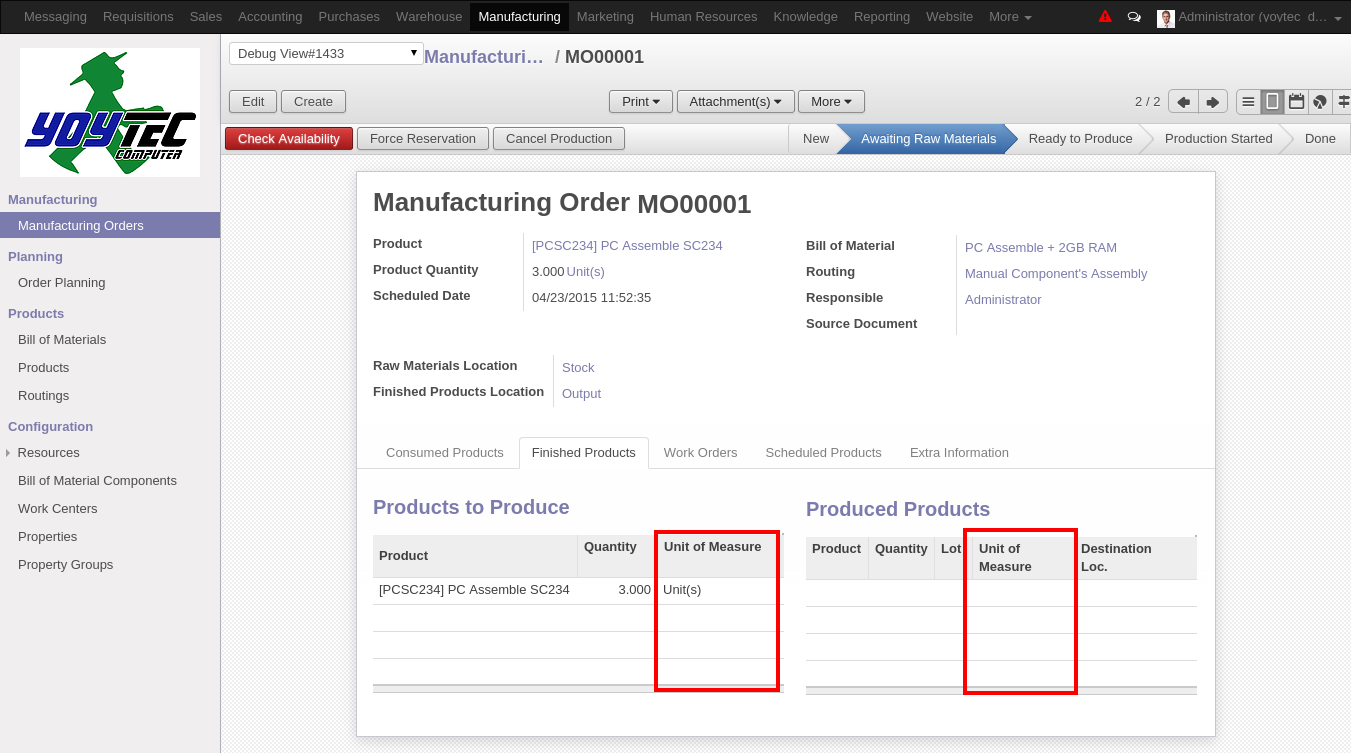 Messaging Requisitions Sales Accounting Purchases Warehouse Manufacturing Marketing Human Resources Knowledge Reporting Website More Administrator (yoytec_d…
Debug View#1433 Manufacturi… / MO00001
Edit Create Print Attachment(s) More 2 / 2
Check Availability Force Reservation Cancel Production New Awaiting Raw Materials Ready to Produce Production Started Done
YOYTEC
COMPUTER
Manufacturing
Manufacturing Orders
Planning
Order Planning
Products
Bill of Materials
Products
Routings
Configuration
Resources
Bill of Material Components
Work Centers
Properties
Property Groups
Manufacturing Order MO00001
Product [PCSC234] PC Assemble SC234
Product Quantity 3.000 Unit(s)
Scheduled Date 04/23/2015 11:52:35
Bill of Material PC Assemble + 2GB RAM
Routing Manual Component's Assembly
Responsible Administrator
Source Document
Raw Materials Location Stock
Finished Products Location Output
Consumed Products Finished Products Work Orders Scheduled Products Extra Information
Products to Produce
Product Quantity Unit of Measure
[PCSC234] PC Assemble SC234 3.000 Unit(s)
Produced Products
Product Quantity Lot Unit of Destination
Measure Loc.